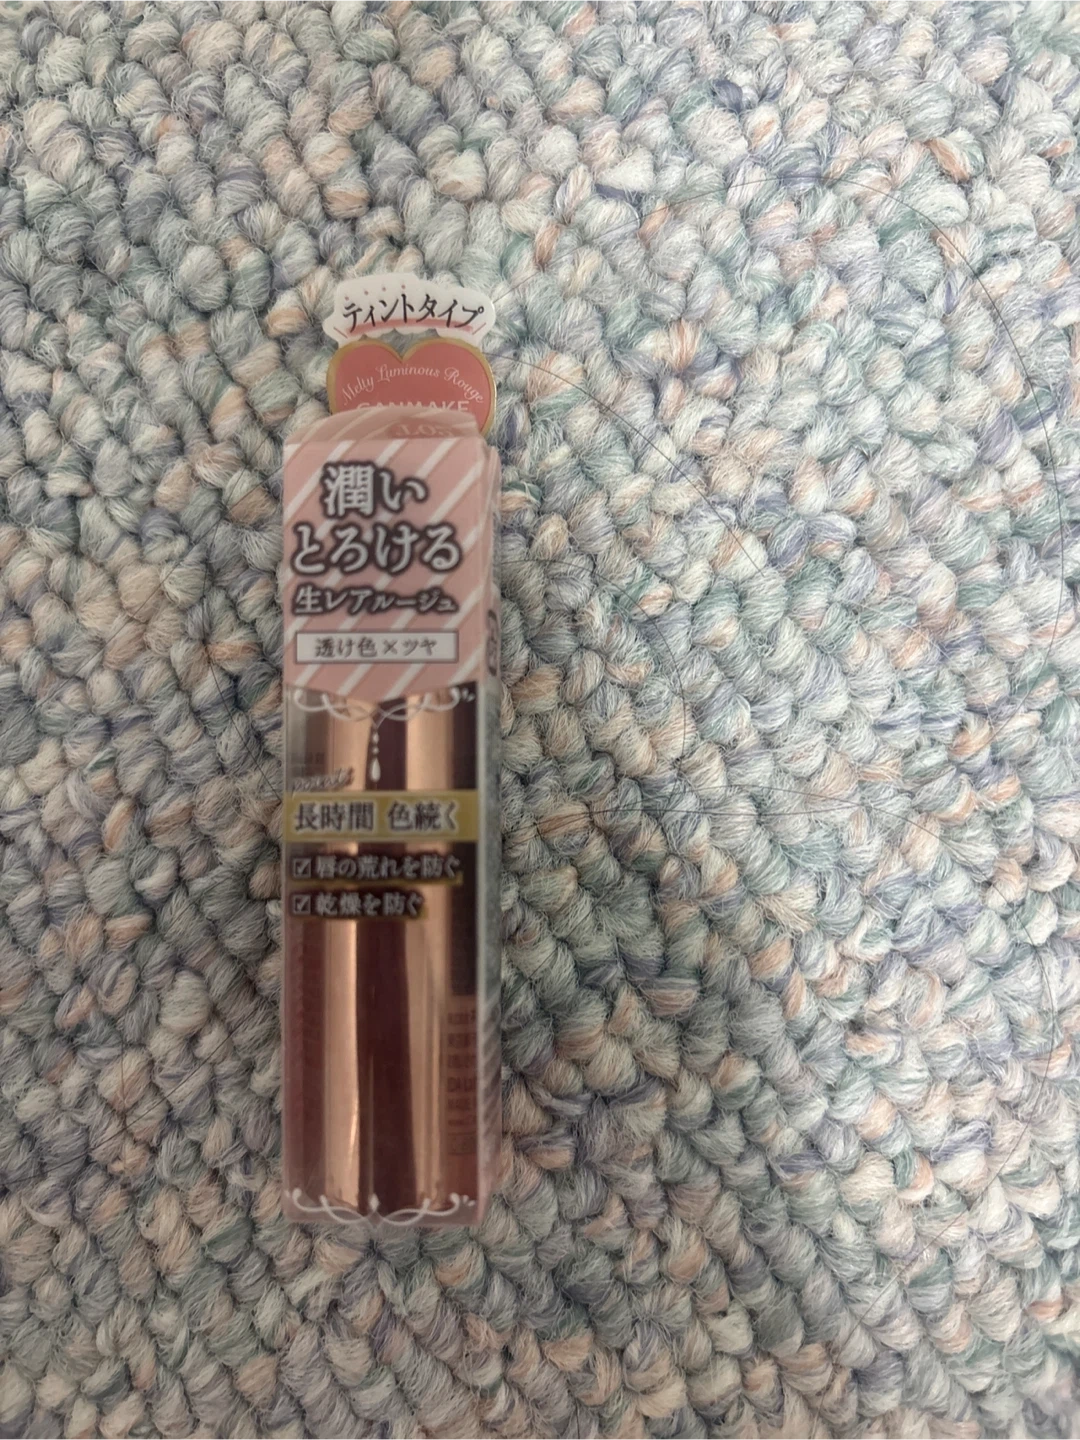 ティントタイプ
Melty Luminous Rouge
CANMAKE
潤い
とろける
生レアルージュ
透け色×ツヤ
長時間 色続く
☑唇の荒れを防ぐ
☑乾燥を防ぐ